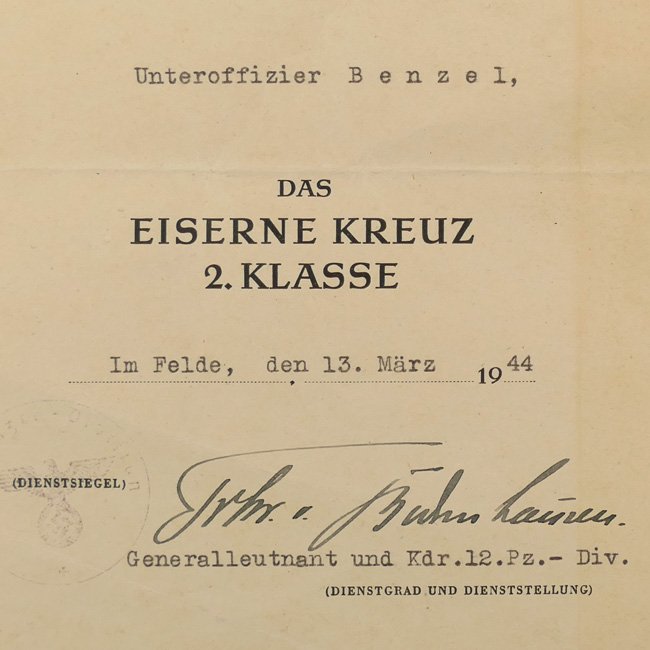 Unteroffizier B e n z e l,
DAS
EISERNE KREUZ
2. KLASSE
Im Felde, den 13. März 1944
(DIENSTSIEGEL)
Frhr. v.
Generalleutnant und Kdr.12.Pz.- Div.
(DIENSTGRAD UND DIENSTSTELLUNG)